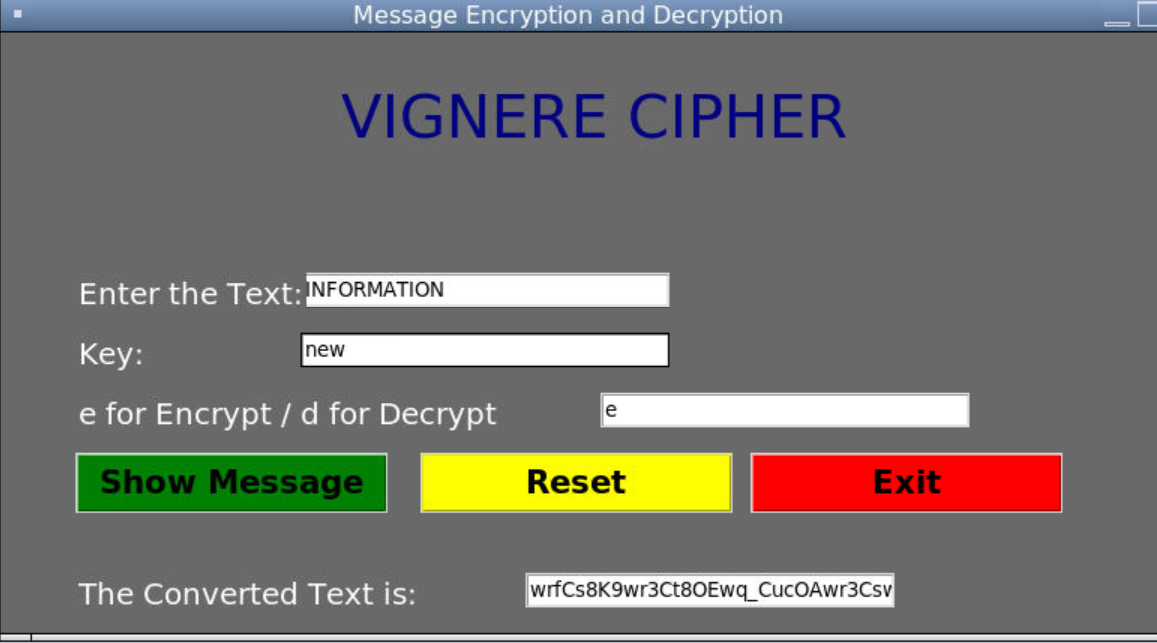 Message Encryption and Decryption
VIGNERE CIPHER
Enter the Text: INFORMATION
Key: new
e for Encrypt / d for Decrypt e
Show Message Reset Exit
The Converted Text is: wrfCs8K9wr3Ct8OEwq_CucOAwr3Csw